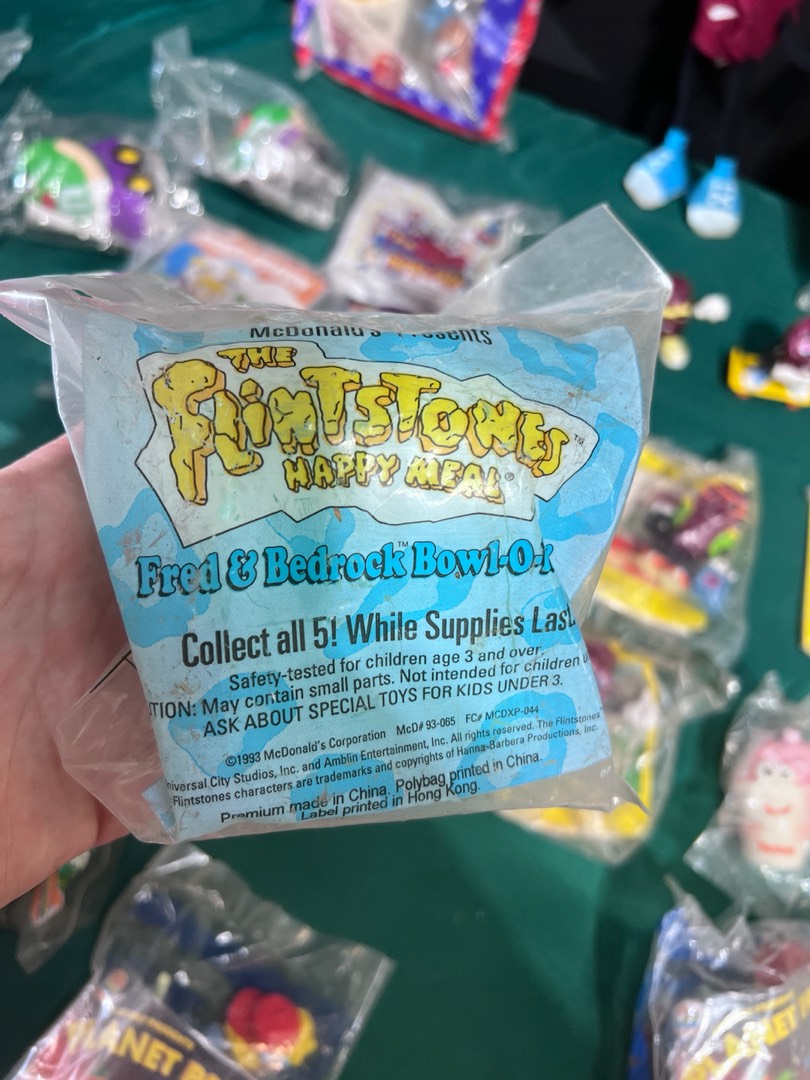 McDonald's Presents
THE
FLINTSTONES™
HAPPY MEAL®
Fred & Bedrock™ Bowl-O-
Collect all 5! While Supplies Last
Safety-tested for children age 3 and over.
TION: May contain small parts. Not intended for children u
ASK ABOUT SPECIAL TOYS FOR KIDS UNDER 3.
©1993 McDonald's Corporation McD# 93-065 FC# MCDXP-044
niversal City Studios, Inc. and Amblin Entertainment, Inc. All rights reserved. The Flintstones
Flintstones characters are trademarks and copyrights of Hanna-Barbera Productions, Inc.
Premium made in China. Polybag printed in China.
Label printed in Hong Kong.
LANET